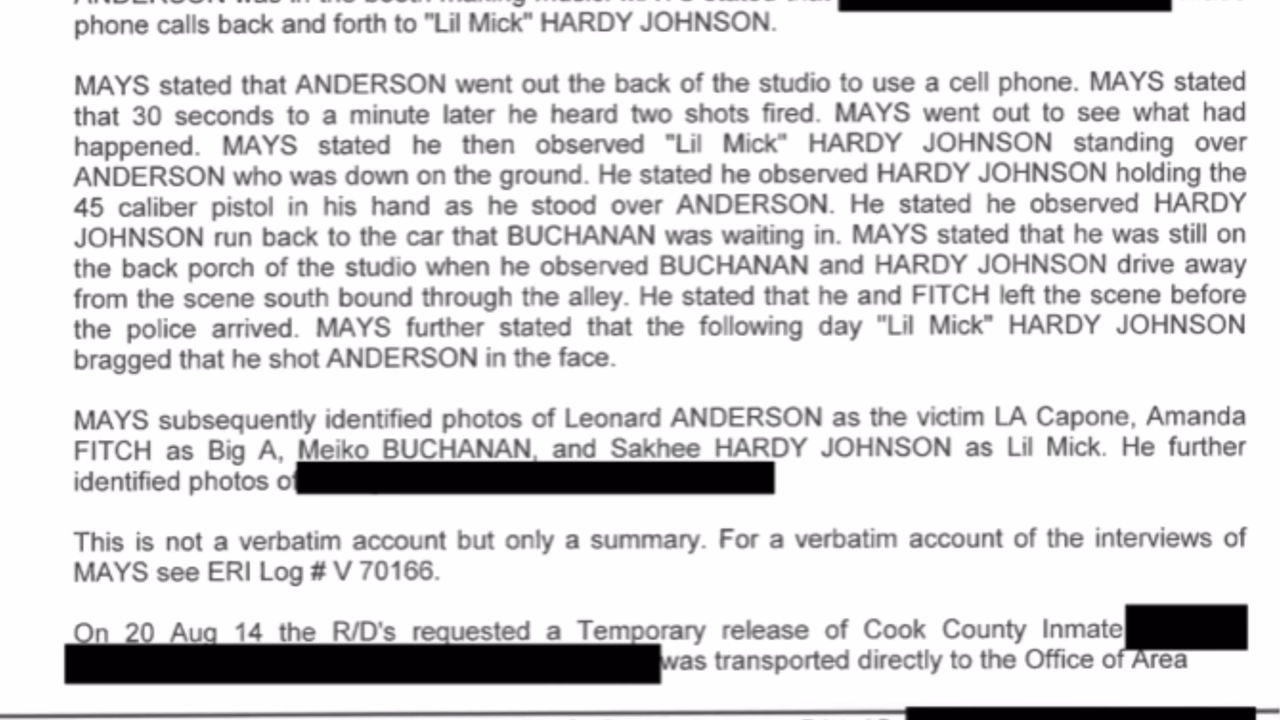 phone calls back and forth to "Lil Mick" HARDY JOHNSON.
MAYS stated that ANDERSON went out the back of the studio to use a cell phone. MAYS stated
that 30 seconds to a minute later he heard two shots fired. MAYS went out to see what had
happened. MAYS stated he then observed "Lil Mick" HARDY JOHNSON standing over
ANDERSON who was down on the ground. He stated he observed HARDY JOHNSON holding the
45 caliber pistol in his hand as he stood over ANDERSON. He stated he observed HARDY
JOHNSON run back to the car that BUCHANAN was waiting in. MAYS stated that he was still on
the back porch of the studio when he observed BUCHANAN and HARDY JOHNSON drive away
from the scene south bound through the alley. He stated that he and FITCH left the scene before
the police arrived. MAYS further stated that the following day "Lil Mick" HARDY JOHNSON
bragged that he shot ANDERSON in the face.
MAYS subsequently identified photos of Leonard ANDERSON as the victim LA Capone, Amanda
FITCH as Big A, Meiko BUCHANAN, and Sakhee HARDY JOHNSON as Lil Mick. He further
identified photos of
This is not a verbatim account but only a summary. For a verbatim account of the interviews of
MAYS see ERI Log # V 70166.
On 20 Aug 14 the R/D's requested a Temporary release of Cook County Inmate
was transported directly to the Office of Area